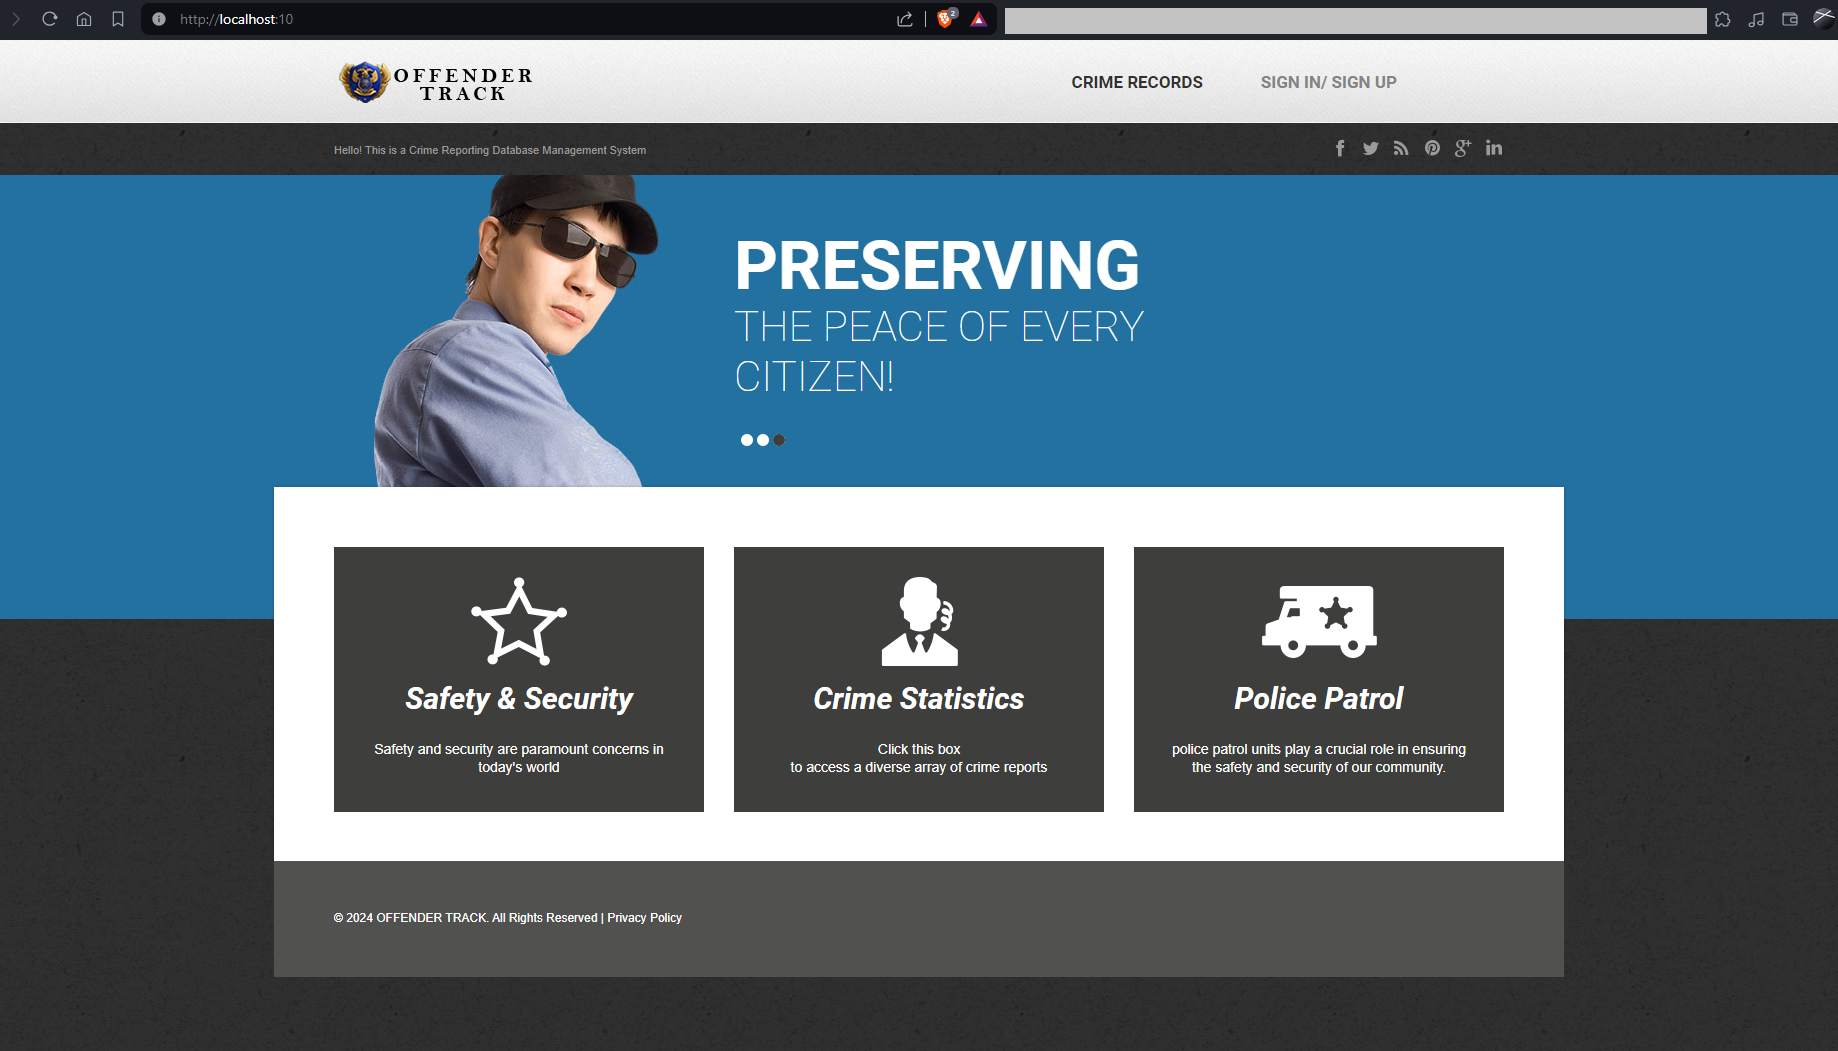 http://localhost:10
2
OFFENDER
TRACK
CRIME RECORDS
SIGN IN/ SIGN UP
Hello! This is a Crime Reporting Database Management System
PRESERVING
THE PEACE OF EVERY
CITIZEN!
Safety & Security
Safety and security are paramount concerns in
today's world
Crime Statistics
Click this box
to access a diverse array of crime reports
Police Patrol
police patrol units play a crucial role in ensuring
the safety and security of our community.
© 2024 OFFENDER TRACK. All Rights Reserved | Privacy Policy